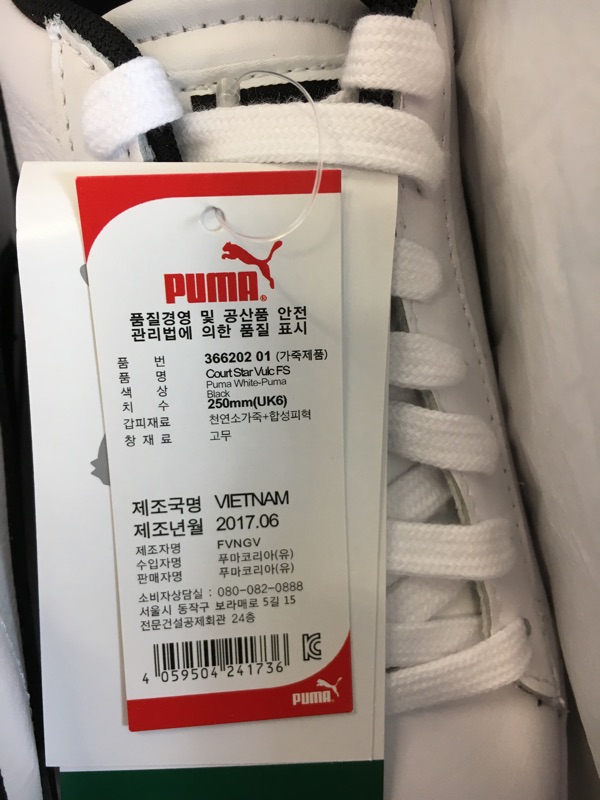 PUMA®
품질경영 및 공산품 안전
관리법에 의한 품질 표시
품 번 366202 01 (가죽제품)
품 명 Court Star Vulc FS
색 상 Puma White-Puma
Black
치 수 250mm(UK6)
갑피재료 천연소가죽+합성피혁
창 재 료 고무
제조국명 VIETNAM
제조년월 2017.06
제조자명 FVNGV
수입자명 푸마코리아(유)
판매자명 푸마코리아(유)
소비자상담실 : 080-082-0888
서울시 동작구 보라매로 5길 15
전문건설공제회관 24층
4 059504 241736
PUMA